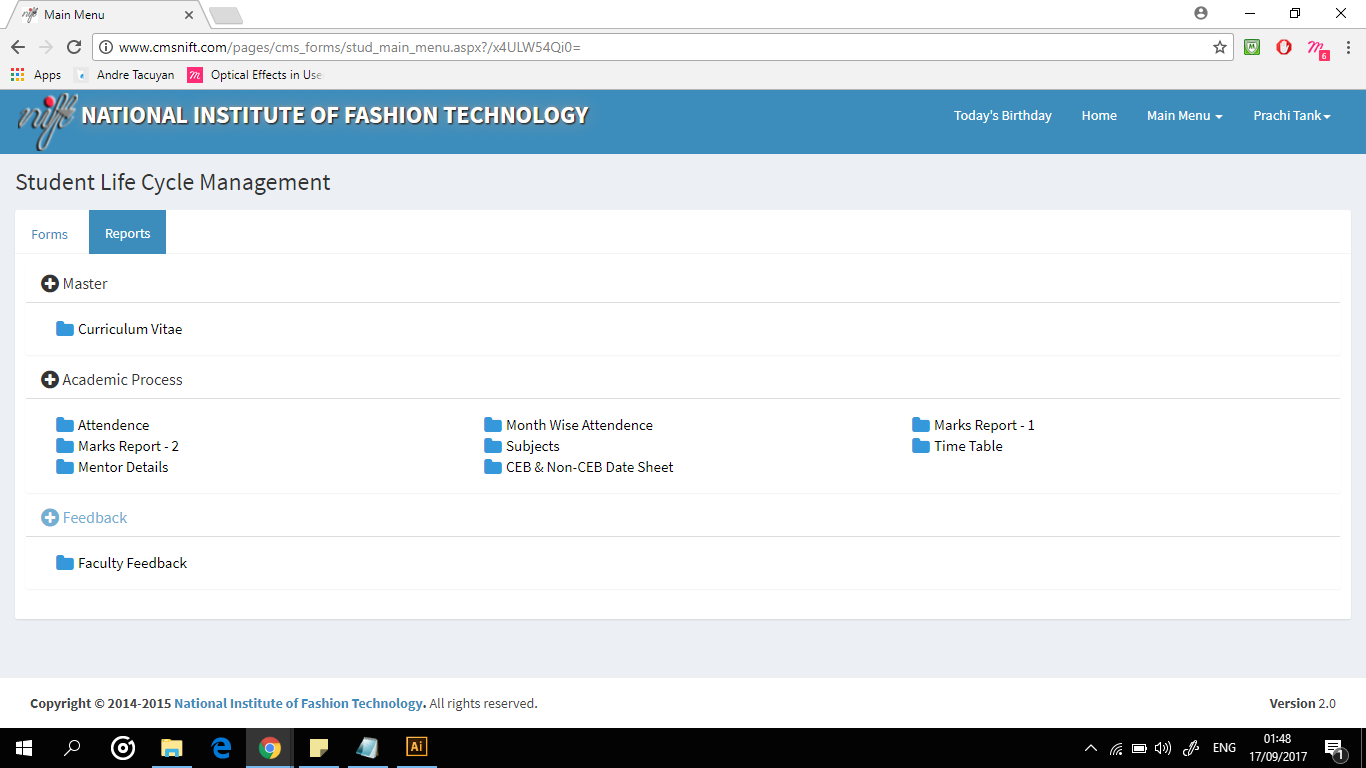 Main Menu
www.cmsnift.com/pages/cms_forms/stud_main_menu.aspx?/x4ULW54Qi0=
6
Apps
Andre Tacuyan
Optical Effects in Use
nift NATIONAL INSTITUTE OF FASHION TECHNOLOGY
Today's Birthday
Home
Main Menu
Prachi Tank
Student Life Cycle Management
Forms
Reports
Master
Curriculum Vitae
Academic Process
Attendence
Month Wise Attendence
Marks Report - 1
Marks Report - 2
Subjects
Time Table
Mentor Details
CEB & Non-CEB Date Sheet
Feedback
Faculty Feedback
Copyright © 2014-2015 National Institute of Fashion Technology. All rights reserved.
Version 2.0
Ai
ENG
01:48
17/09/2017
1